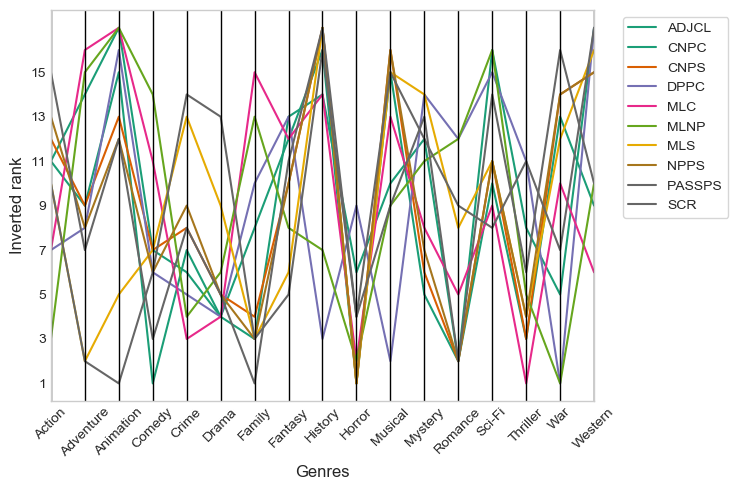 Inverted rank
15
13
11
9
7
5
3
1
Action
Adventure
Animation
Comedy
Crime
Drama
Family
Fantasy
History
Horror
Musical
Mystery
Romance
Sci-Fi
Thriller
War
Western
Genres
ADJCL
CNPC
CNPS
DPPC
MLC
MLNP
MLS
NPPS
PASSPS
SCR